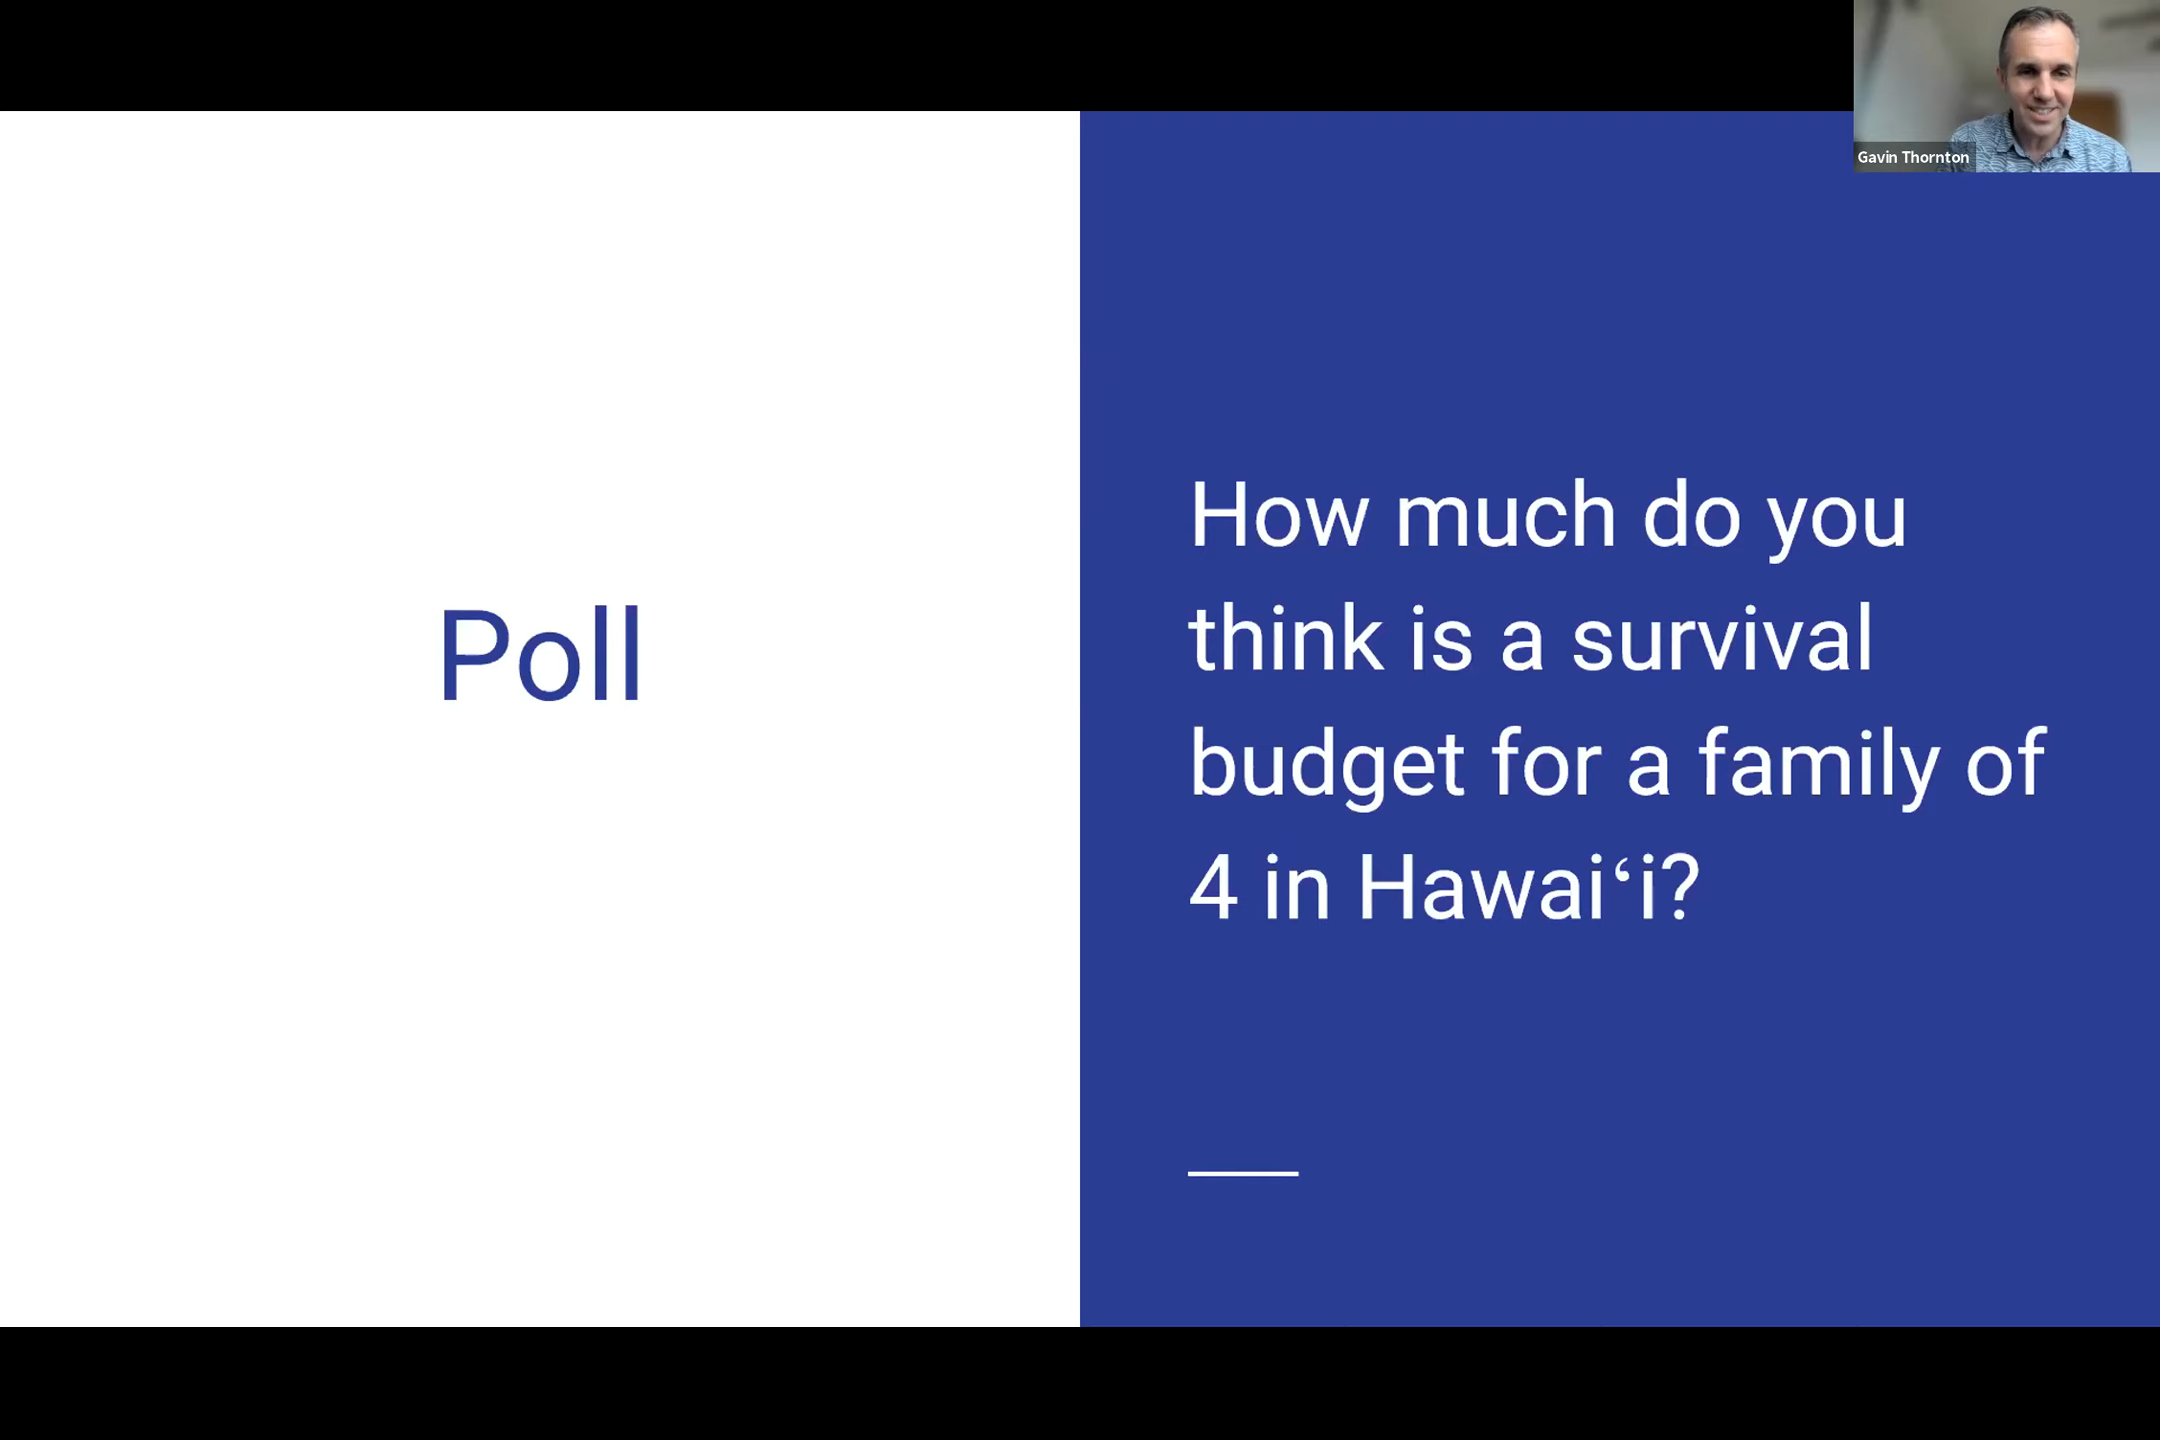 Gavin Thornton
Poll
How much do you
think is a survival
budget for a family of
4 in Hawaiʻi?